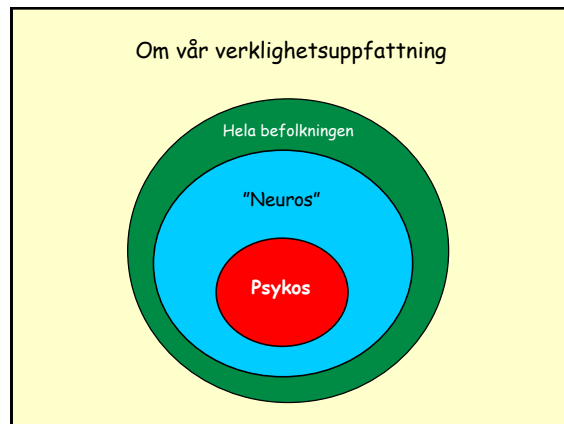 Om vår verklighetsuppfattning
Hela befolkningen
”Neuros”
Psykos